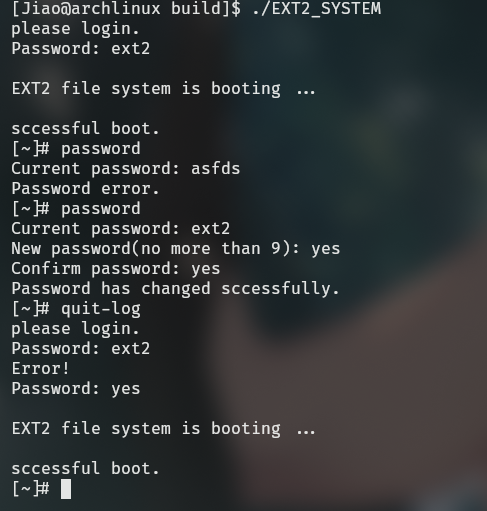 [Jiao@archlinux build]$ ./EXT2_SYSTEM
please login.
Password: ext2
EXT2 file system is booting ...
sccessful boot.
[~]# password
Current password: asfds
Password error.
[~]# password
Current password: ext2
New password(no more than 9): yes
Confirm password: yes
Password has changed sccessfully.
[~]# quit-log
please login.
Password: ext2
Error!
Password: yes
EXT2 file system is booting ...
sccessful boot.
[~]#